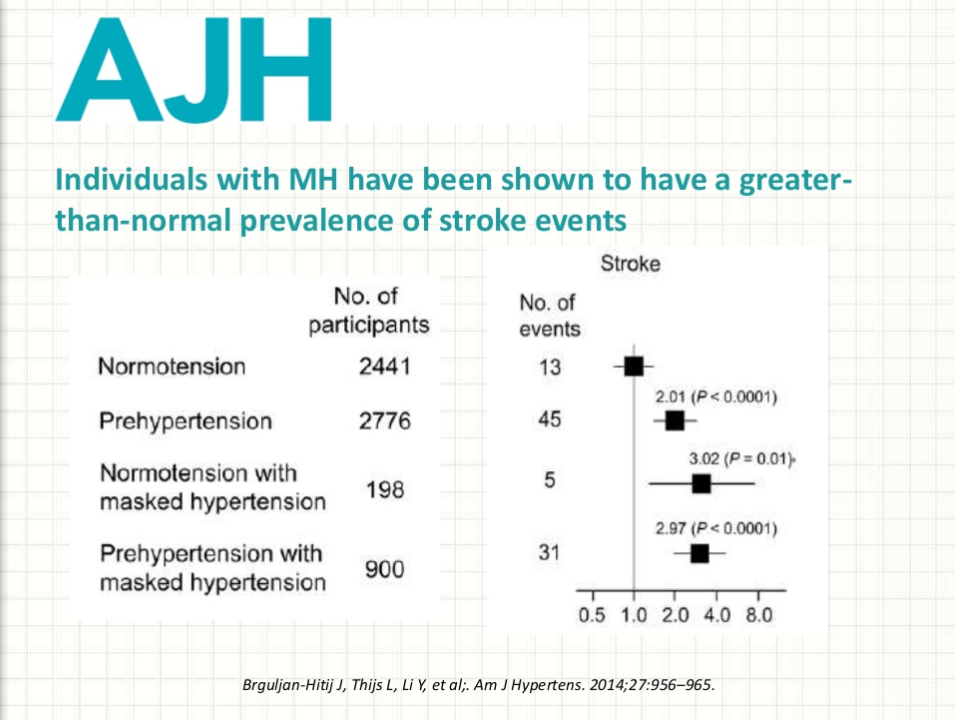 AJH
Individuals with MH have been shown to have a greater-
than-normal prevalence of stroke events
No. of
participants
Normotension 2441
Prehypertension 2776
Normotension with
masked hypertension 198
Prehypertension with
masked hypertension 900
Stroke
No. of
events
13
2.01 (P < 0.0001)
45
3.02 (P = 0.01)
5
2.97 (P < 0.0001)
31
0.5 1.0 2.0 4.0 8.0
Brguljan-Hitij J, Thijs L, Li Y, et al;. Am J Hypertens. 2014;27:956–965.